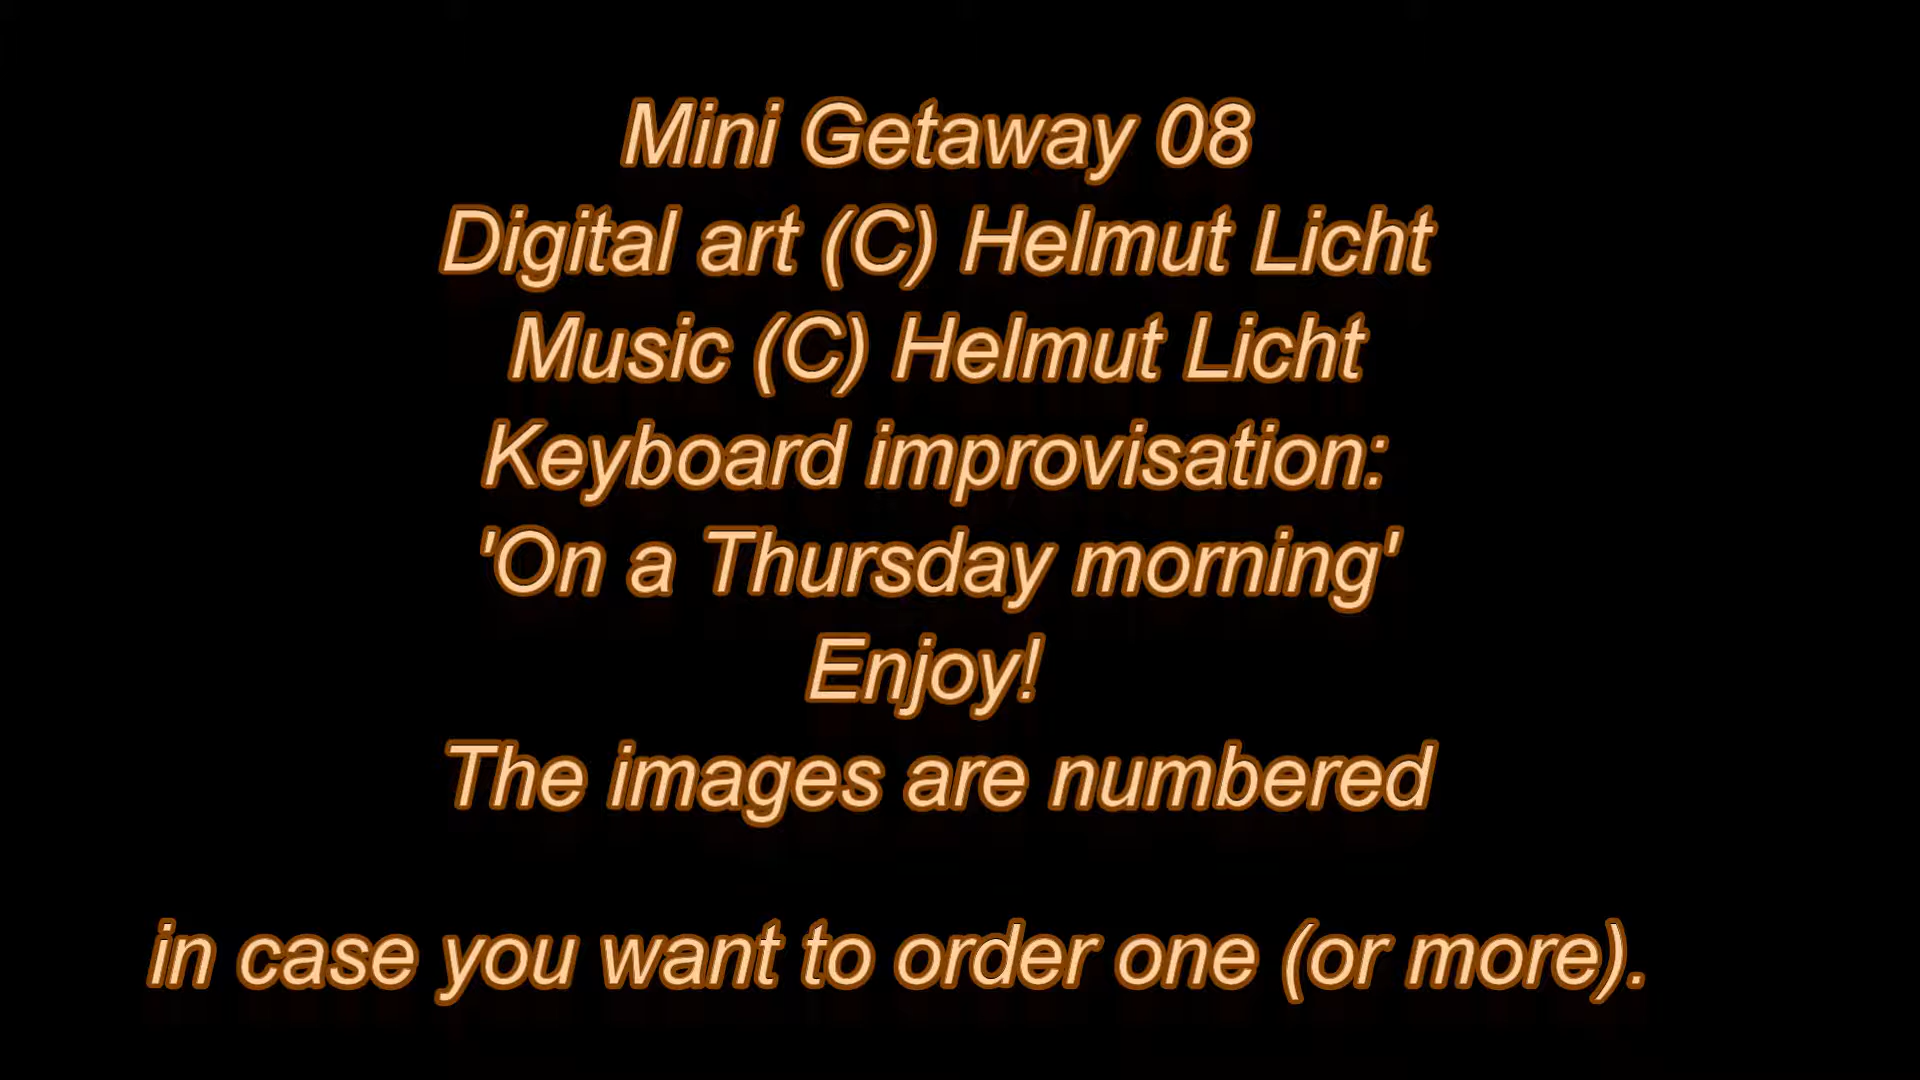 Mini Getaway 08
Digital art (C) Helmut Licht
Music (C) Helmut Licht
Keyboard improvisation:
'On a Thursday morning'
Enjoy!
The images are numbered
in case you want to order one (or more).